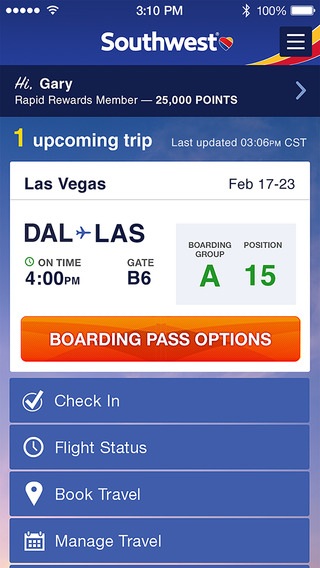 3:10 PM
100%
Southwest
Hi, Gary
Rapid Rewards Member — 25,000 POINTS
1 upcoming trip
Last updated 03:06PM CST
Las Vegas
Feb 17-23
DAL LAS
BOARDING GROUP
POSITION
A 15
ON TIME
GATE
4:00PM
B6
BOARDING PASS OPTIONS
Check In
Flight Status
Book Travel
Manage Travel